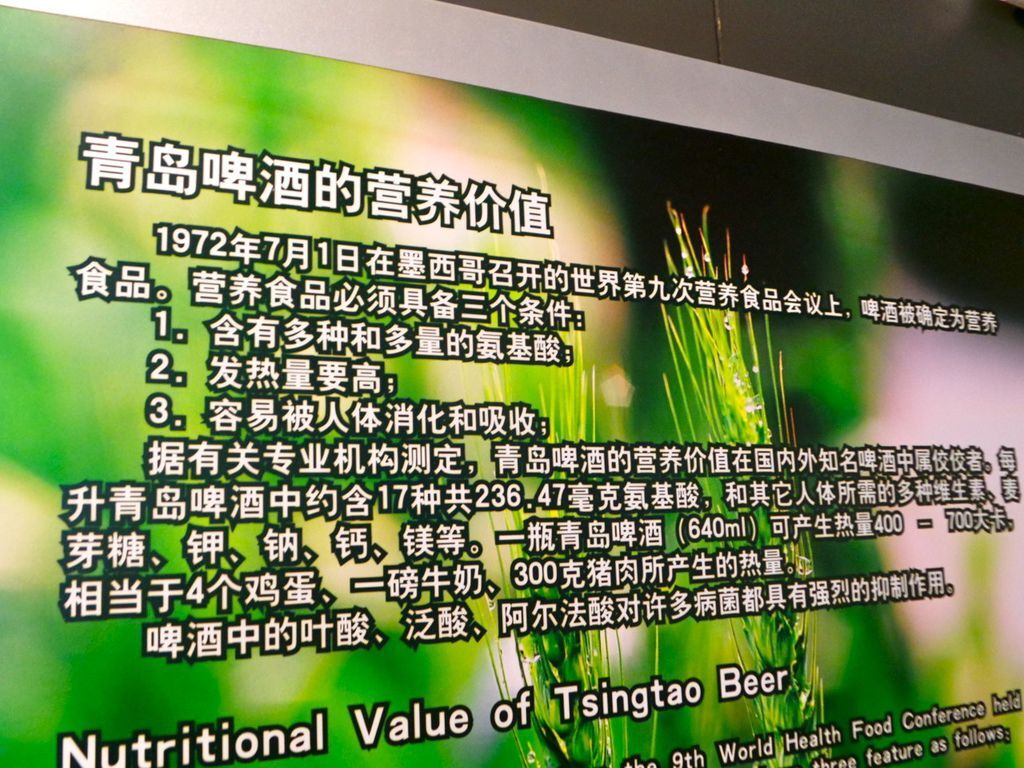 青岛啤酒的营养价值
1972年7月1日在墨西哥召开的世界第九次营养食品会议上，啤酒被确定为营养
食品。营养食品必须具备三个条件：
1．含有多种和多量的氨基酸；
2．发热量要高；
3．容易被人体消化和吸收；
据有关专业机构测定，青岛啤酒的营养价值在国内外知名啤酒中属佼佼者。每
升青岛啤酒中约含17种共236.47毫克氨基酸，和其它人体所需的多种维生素、麦
芽糖、钾、钠、钙、镁等。一瓶青岛啤酒（640ml）可产生热量400 － 700大卡，
相当于4个鸡蛋、一磅牛奶、300克猪肉所产生的热量。
啤酒中的叶酸、泛酸、阿尔法酸对许多病菌都具有强烈的抑制作用。
Nutritional Value of Tsingtao Beer
the 9th World Health Food Conference held
three feature as follows: